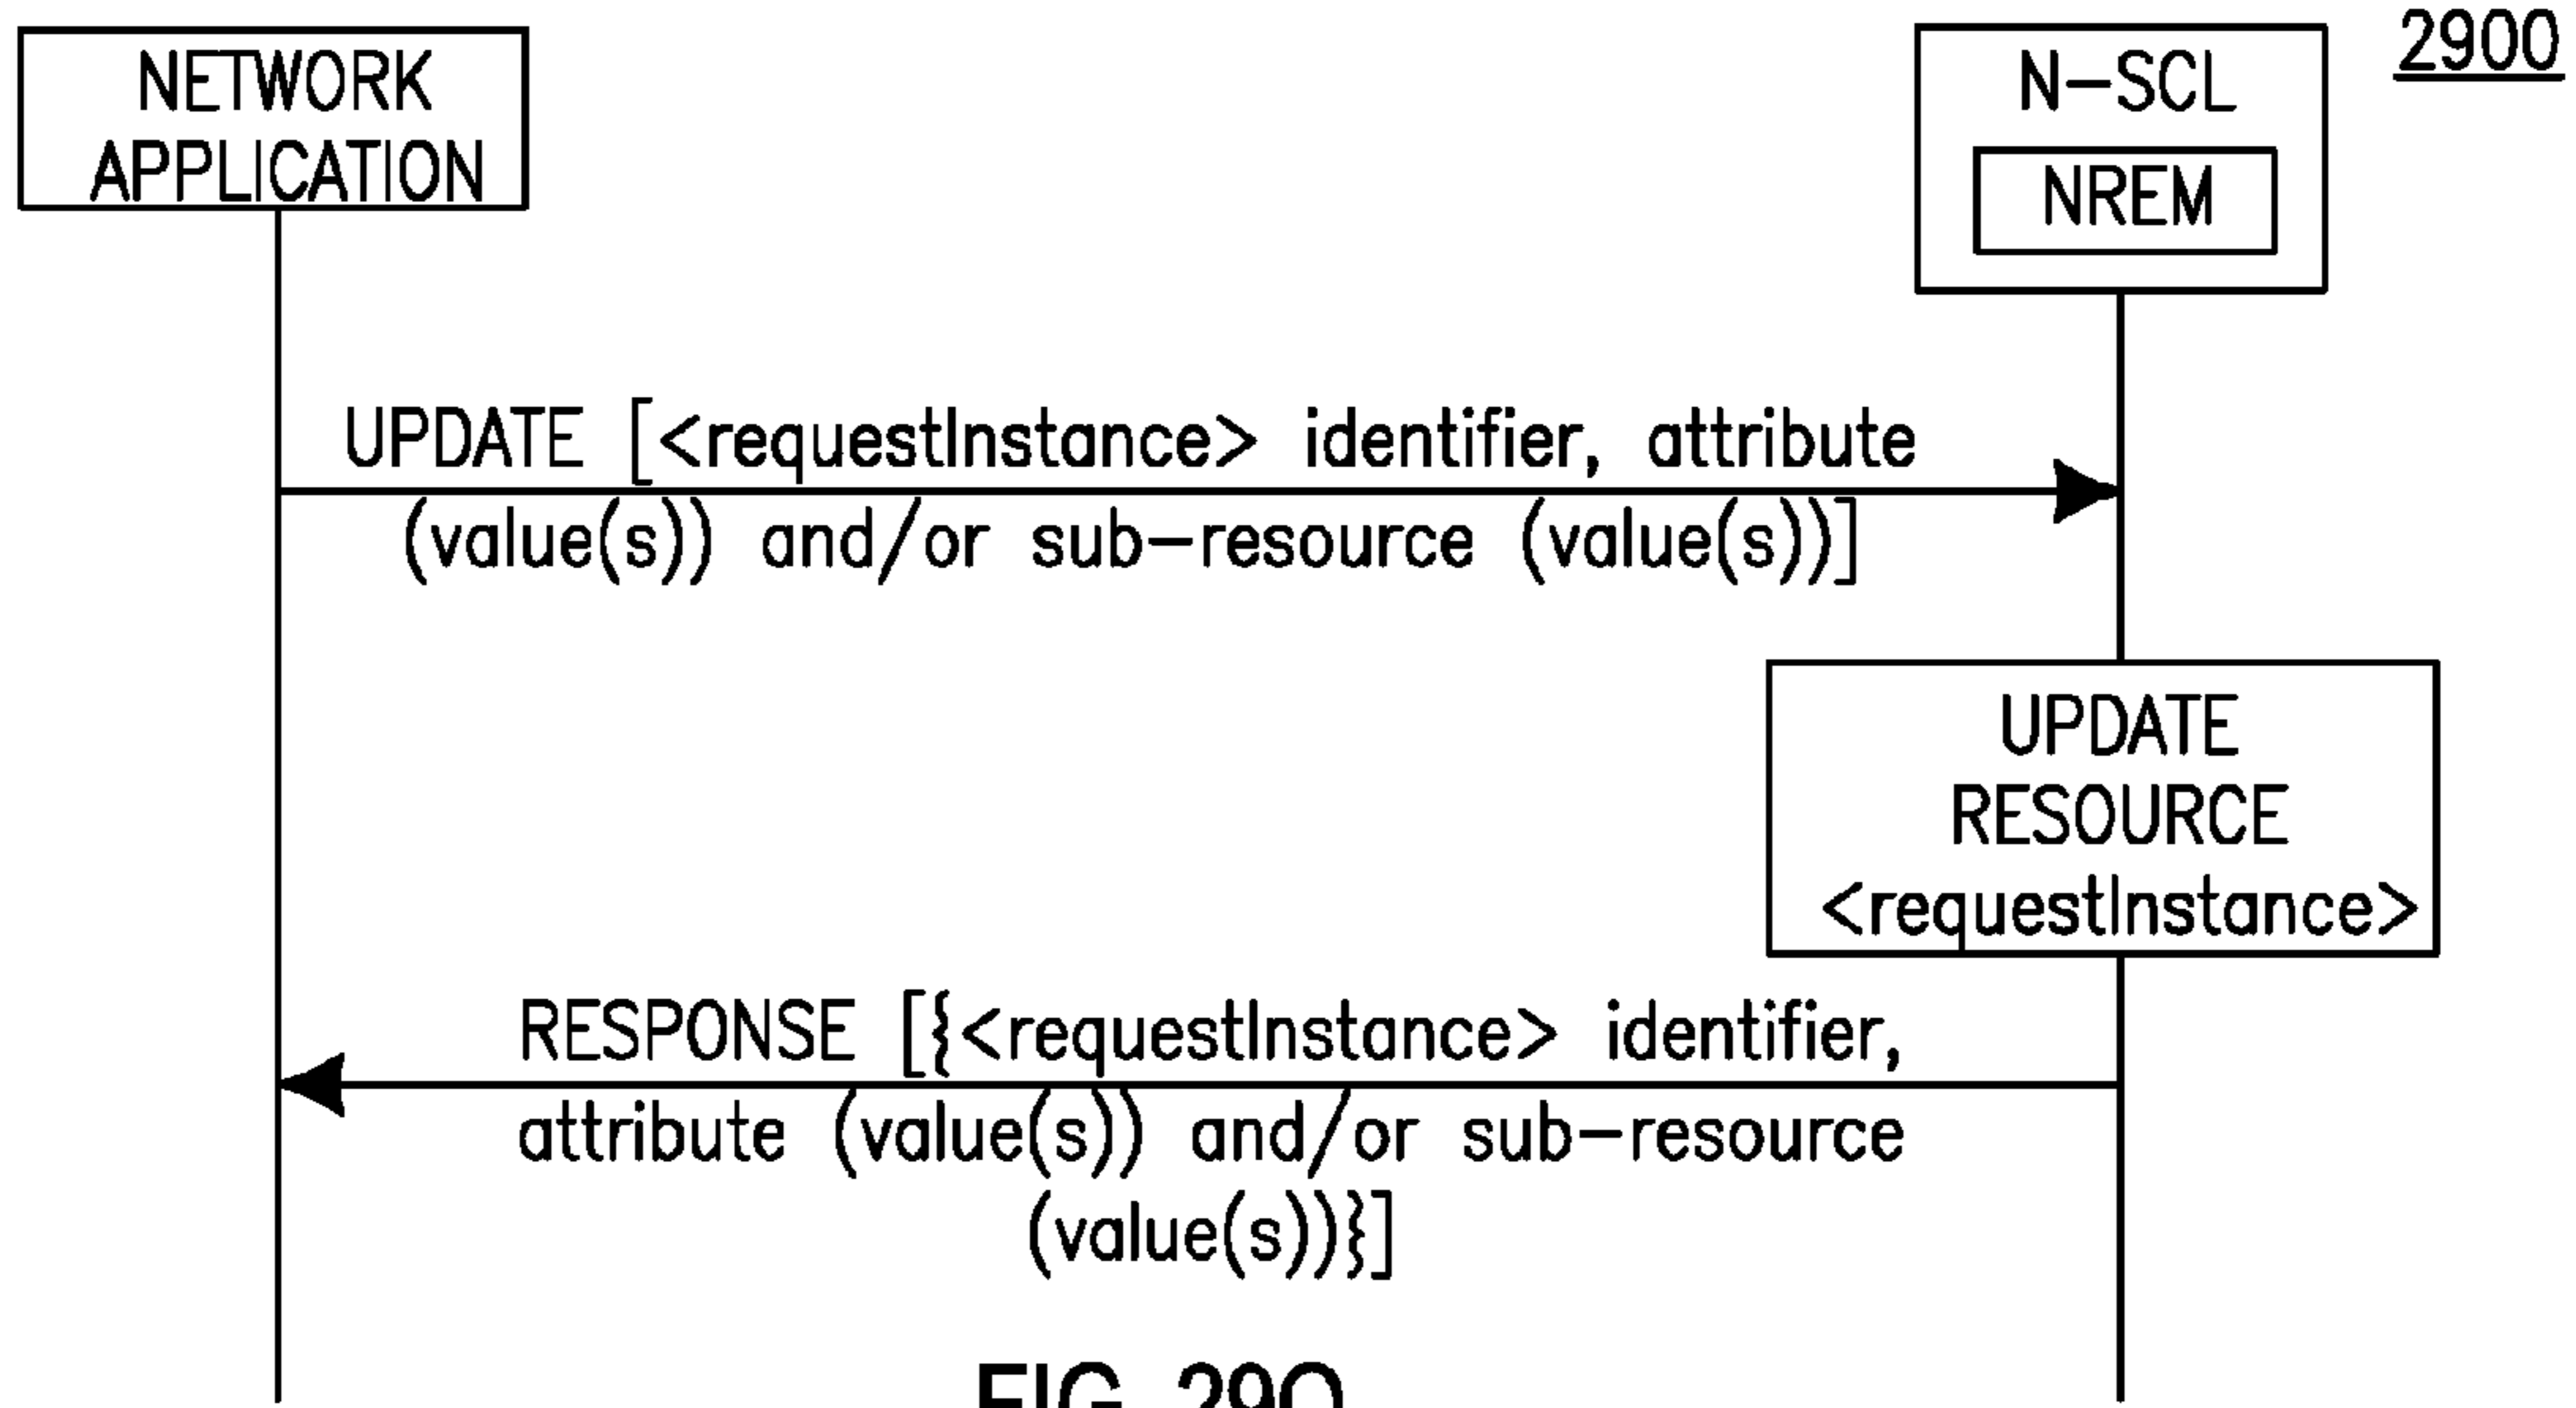 NETWORK
APPLICATION
N-SCL
NREM
2900
UPDATE [<requestInstance> identifier, attribute
(value(s)) and/or sub-resource (value(s))]
UPDATE
RESOURCE
<requestInstance>
RESPONSE [{<requestInstance> identifier,
attribute (value(s)) and/or sub-resource
(value(s))}]